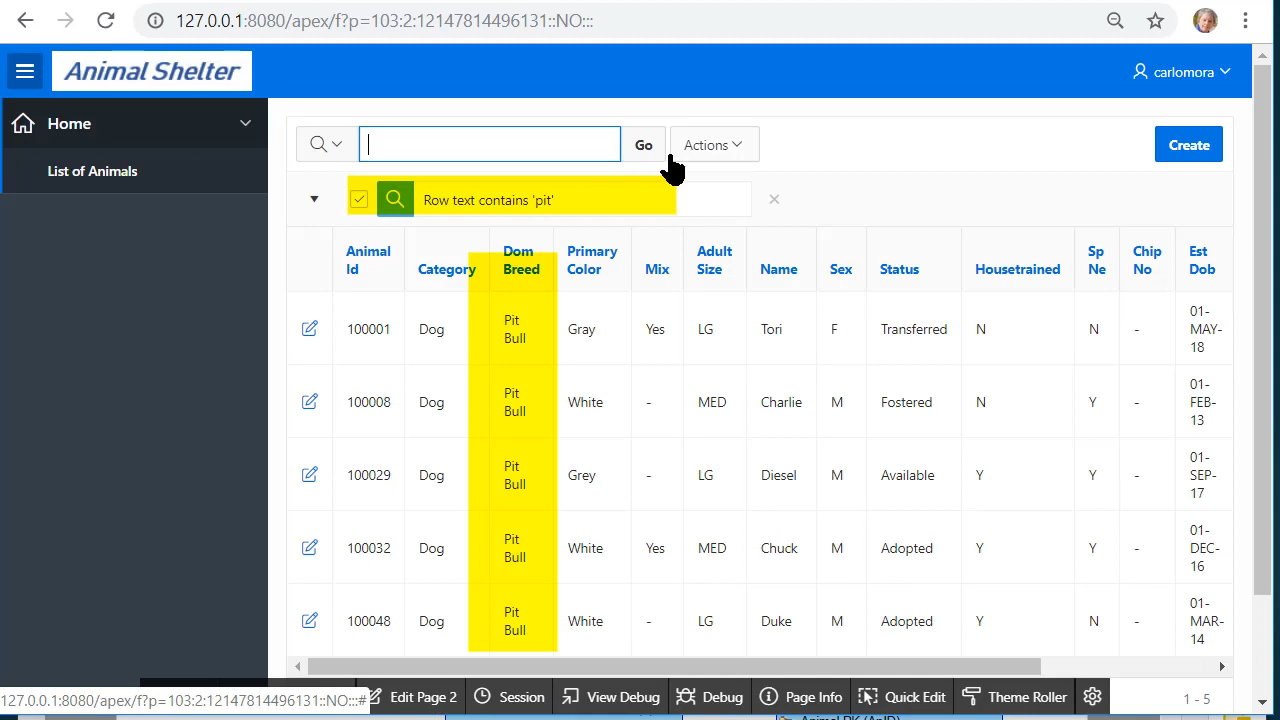 127.0.0.1:8080/apex/f?p=103:2:12147814496131::NO:::
Animal Shelter
carlomora
Home
List of Animals
Go
Actions
Create
Row text contains 'pit'
Animal Id Category Dom Breed Primary Color Mix Adult Size Name Sex Status Housetrained Sp Ne Chip No Est Dob
100001 Dog Pit Bull Gray Yes LG Tori F Transferred N N - 01-MAY-18
100008 Dog Pit Bull White - MED Charlie M Fostered N Y - 01-FEB-13
100029 Dog Pit Bull Grey - LG Diesel M Available Y Y - 01-SEP-17
100032 Dog Pit Bull White Yes MED Chuck M Adopted Y Y - 01-DEC-16
100048 Dog Pit Bull White - LG Duke M Adopted Y N - 01-MAR-14
127.0.0.1:8080/apex/f?p=103:2:12147814496131::NO:::#
Edit Page 2 Session View Debug Debug Page Info Quick Edit Theme Roller
1 - 5